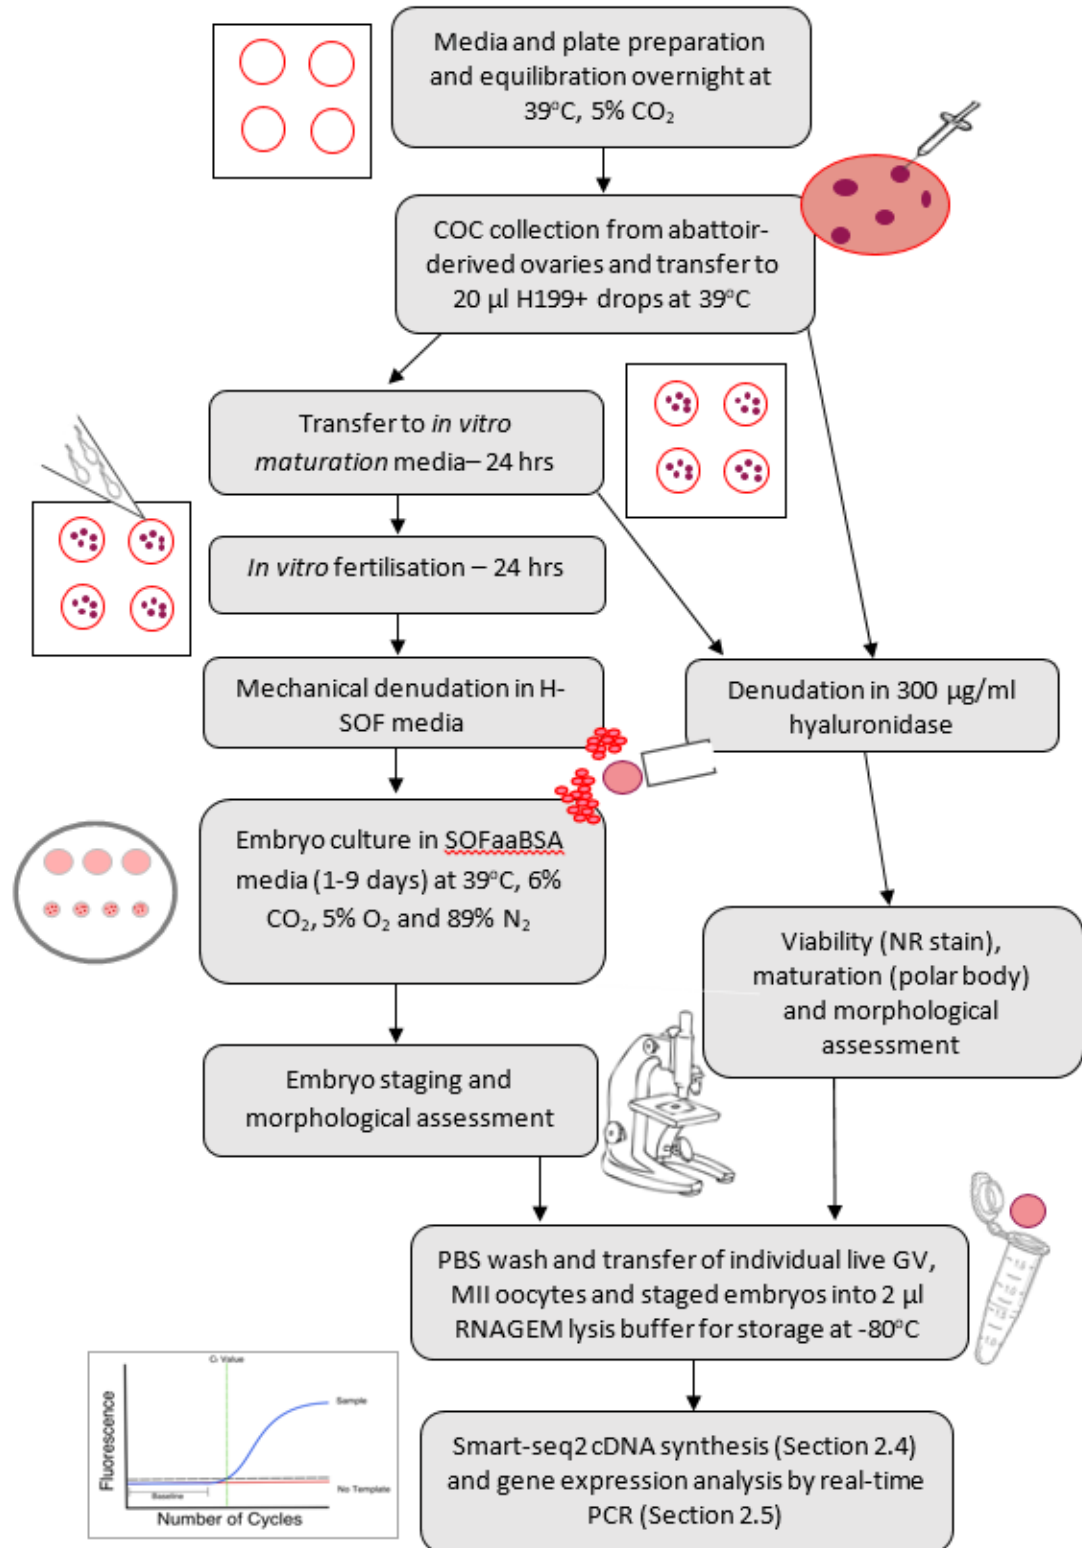 Media and plate preparation
and equilibration overnight at
39°C, 5% CO₂
COC collection from abattoir-
derived ovaries and transfer to
20 µl H199+ drops at 39°C
Transfer to in vitro
maturation media– 24 hrs
In vitro fertilisation – 24 hrs
Mechanical denudation in H-
SOF media
Denudation in 300 µg/ml
hyaluronidase
Embryo culture in SOFaaBSA
media (1-9 days) at 39°C, 6%
CO₂, 5% O₂ and 89% N₂
Viability (NR stain),
maturation (polar body)
and morphological
assessment
Embryo staging and
morphological assessment
PBS wash and transfer of individual live GV,
MII oocytes and staged embryos into 2 µl
RNAGEM lysis buffer for storage at -80°C
Cₜ Value
Sample
Fluorescence
No Template
Baseline
Number of Cycles
Smart-seq2 cDNA synthesis (Section 2.4)
and gene expression analysis by real-time
PCR (Section 2.5)